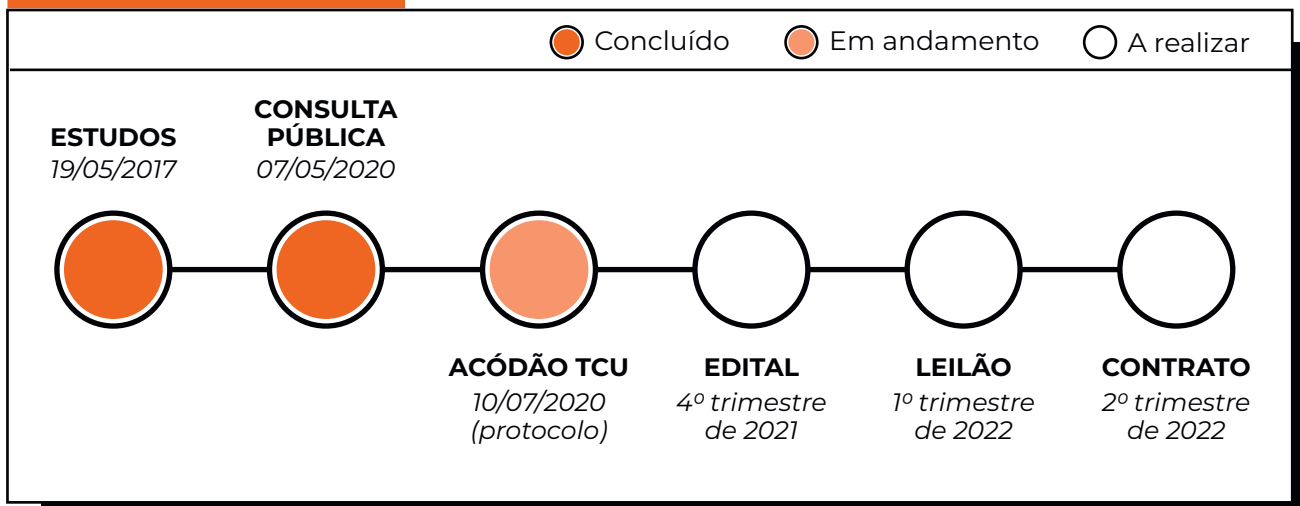 Concluído
Em andamento
A realizar
ESTUDOS
19/05/2017
CONSULTA
PÚBLICA
07/05/2020
ACÓDÃO TCU
10/07/2020
(protocolo)
EDITAL
4º trimestre
de 2021
LEILÃO
1º trimestre
de 2022
CONTRATO
2º trimestre
de 2022